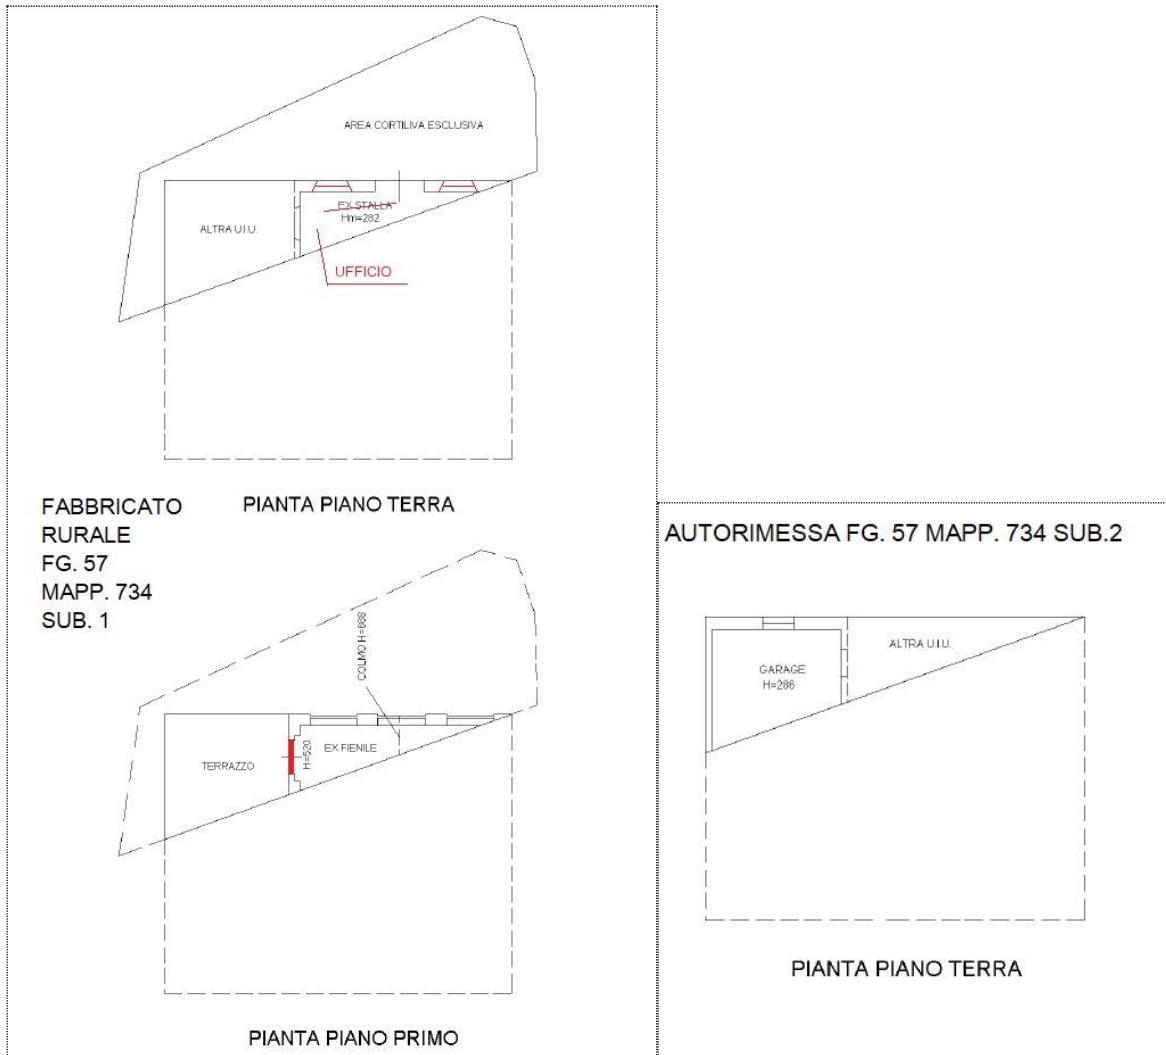 AREA CORTILIVA ESCLUSIVA
EX STALLA
Hm=282
ALTRA U.I.U.
UFFICIO
PIANTA PIANO TERRA
FABBRICATO
RURALE
FG. 57
MAPP. 734
SUB. 1
COLMO H=668
H=520
EX FIENILE
TERRAZZO
PIANTA PIANO PRIMO
AUTORIMESSA FG. 57 MAPP. 734 SUB.2
ALTRA U.I.U.
GARAGE
H=286
PIANTA PIANO TERRA